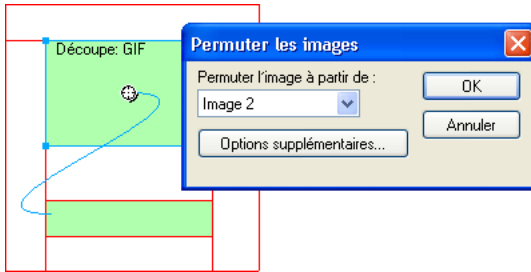 Découpe: GIF
Permuter les images
Permuter l'image à partir de :
Image 2
OK
Annuler
Options supplémentaires...